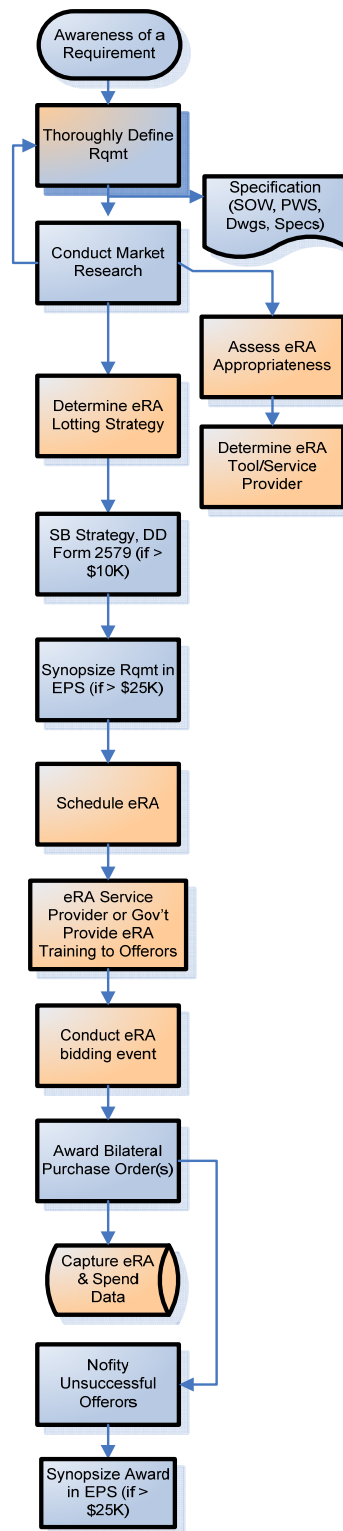 Awareness of a
Requirement
Thoroughly Define
Rqmt
Specification
(SOW, PWS,
Dwgs, Specs)
Conduct Market
Research
Assess eRA
Appropriateness
Determine eRA
Tool/Service
Provider
Determine eRA
Lotting Strategy
SB Strategy, DD
Form 2579 (if >
$10K)
Synopsize Rqmt in
EPS (if > $25K)
Schedule eRA
eRA Service
Provider or Gov't
Provide eRA
Training to Offerors
Conduct eRA
bidding event
Award Bilateral
Purchase Order(s)
Capture eRA
& Spend
Data
Nofity
Unsuccessful
Offerors
Synopsize Award
in EPS (if >
$25K)